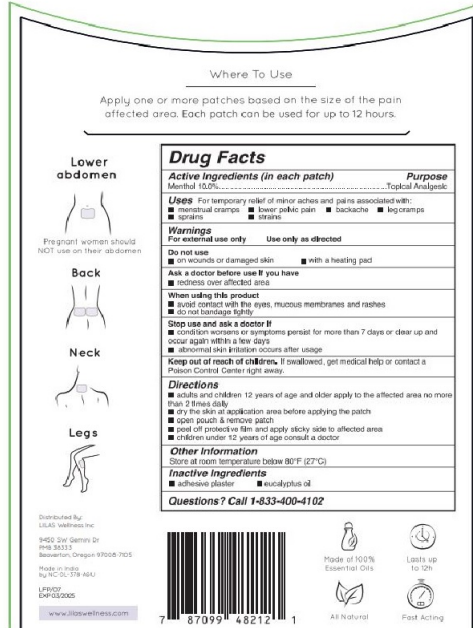 Where To Use
Apply one or more patches based on the size of the pain
affected area. Each patch can be used for up to 12 hours.
Lower
abdomen
Pregnant women should
NOT use on their abdomen
Back
Neck
Legs
Drug Facts
Active Ingredients (in each patch) Purpose
Menthol 10.0%..........Topical Analgesic
Uses For temporary relief of minor aches and pains associated with:
■ menstrual cramps ■ lower pelvic pain ■ backache ■ leg cramps
■ sprains ■ strains
Warnings
For external use only Use only as directed
Do not use
■ on wounds or damaged skin ■ with a heating pad
Ask a doctor before use if you have
■ redness over affected area
When using this product
■ avoid contact with the eyes, mucous membranes and rashes
■ do not bandage tightly
Stop use and ask a doctor if
■ condition worsens or symptoms persist for more than 7 days or clear up and
occur again within a few days
■ abnormal skin irritation occurs after usage
Keep out of reach of children. If swallowed, get medical help or contact a
Poison Control Center right away.
Directions
■ adults and children 12 years of age and older apply to the affected area no more
than 2 times daily
■ dry the skin at application area before applying the patch
■ open pouch & remove patch
■ peel off protective film and apply sticky side to affected area
■ children under 12 years of age consult a doctor
Other Information
Store at room temperature below 80°F (27°C)
Inactive Ingredients
■ adhesive plaster ■ eucalyptus oil
Questions? Call 1-833-400-4102
Distributed By:
LILAS Wellness Inc
9450 SW Gemini Dr
PMB 38333
Beaverton, Oregon 97008-7105
Made in India
EXP 03/2005
www.lilaswellness.com
7 87099 48212 1
Made of 100%
Essential Oils
Lasts up
to 12h
All Natural
Fast Acting